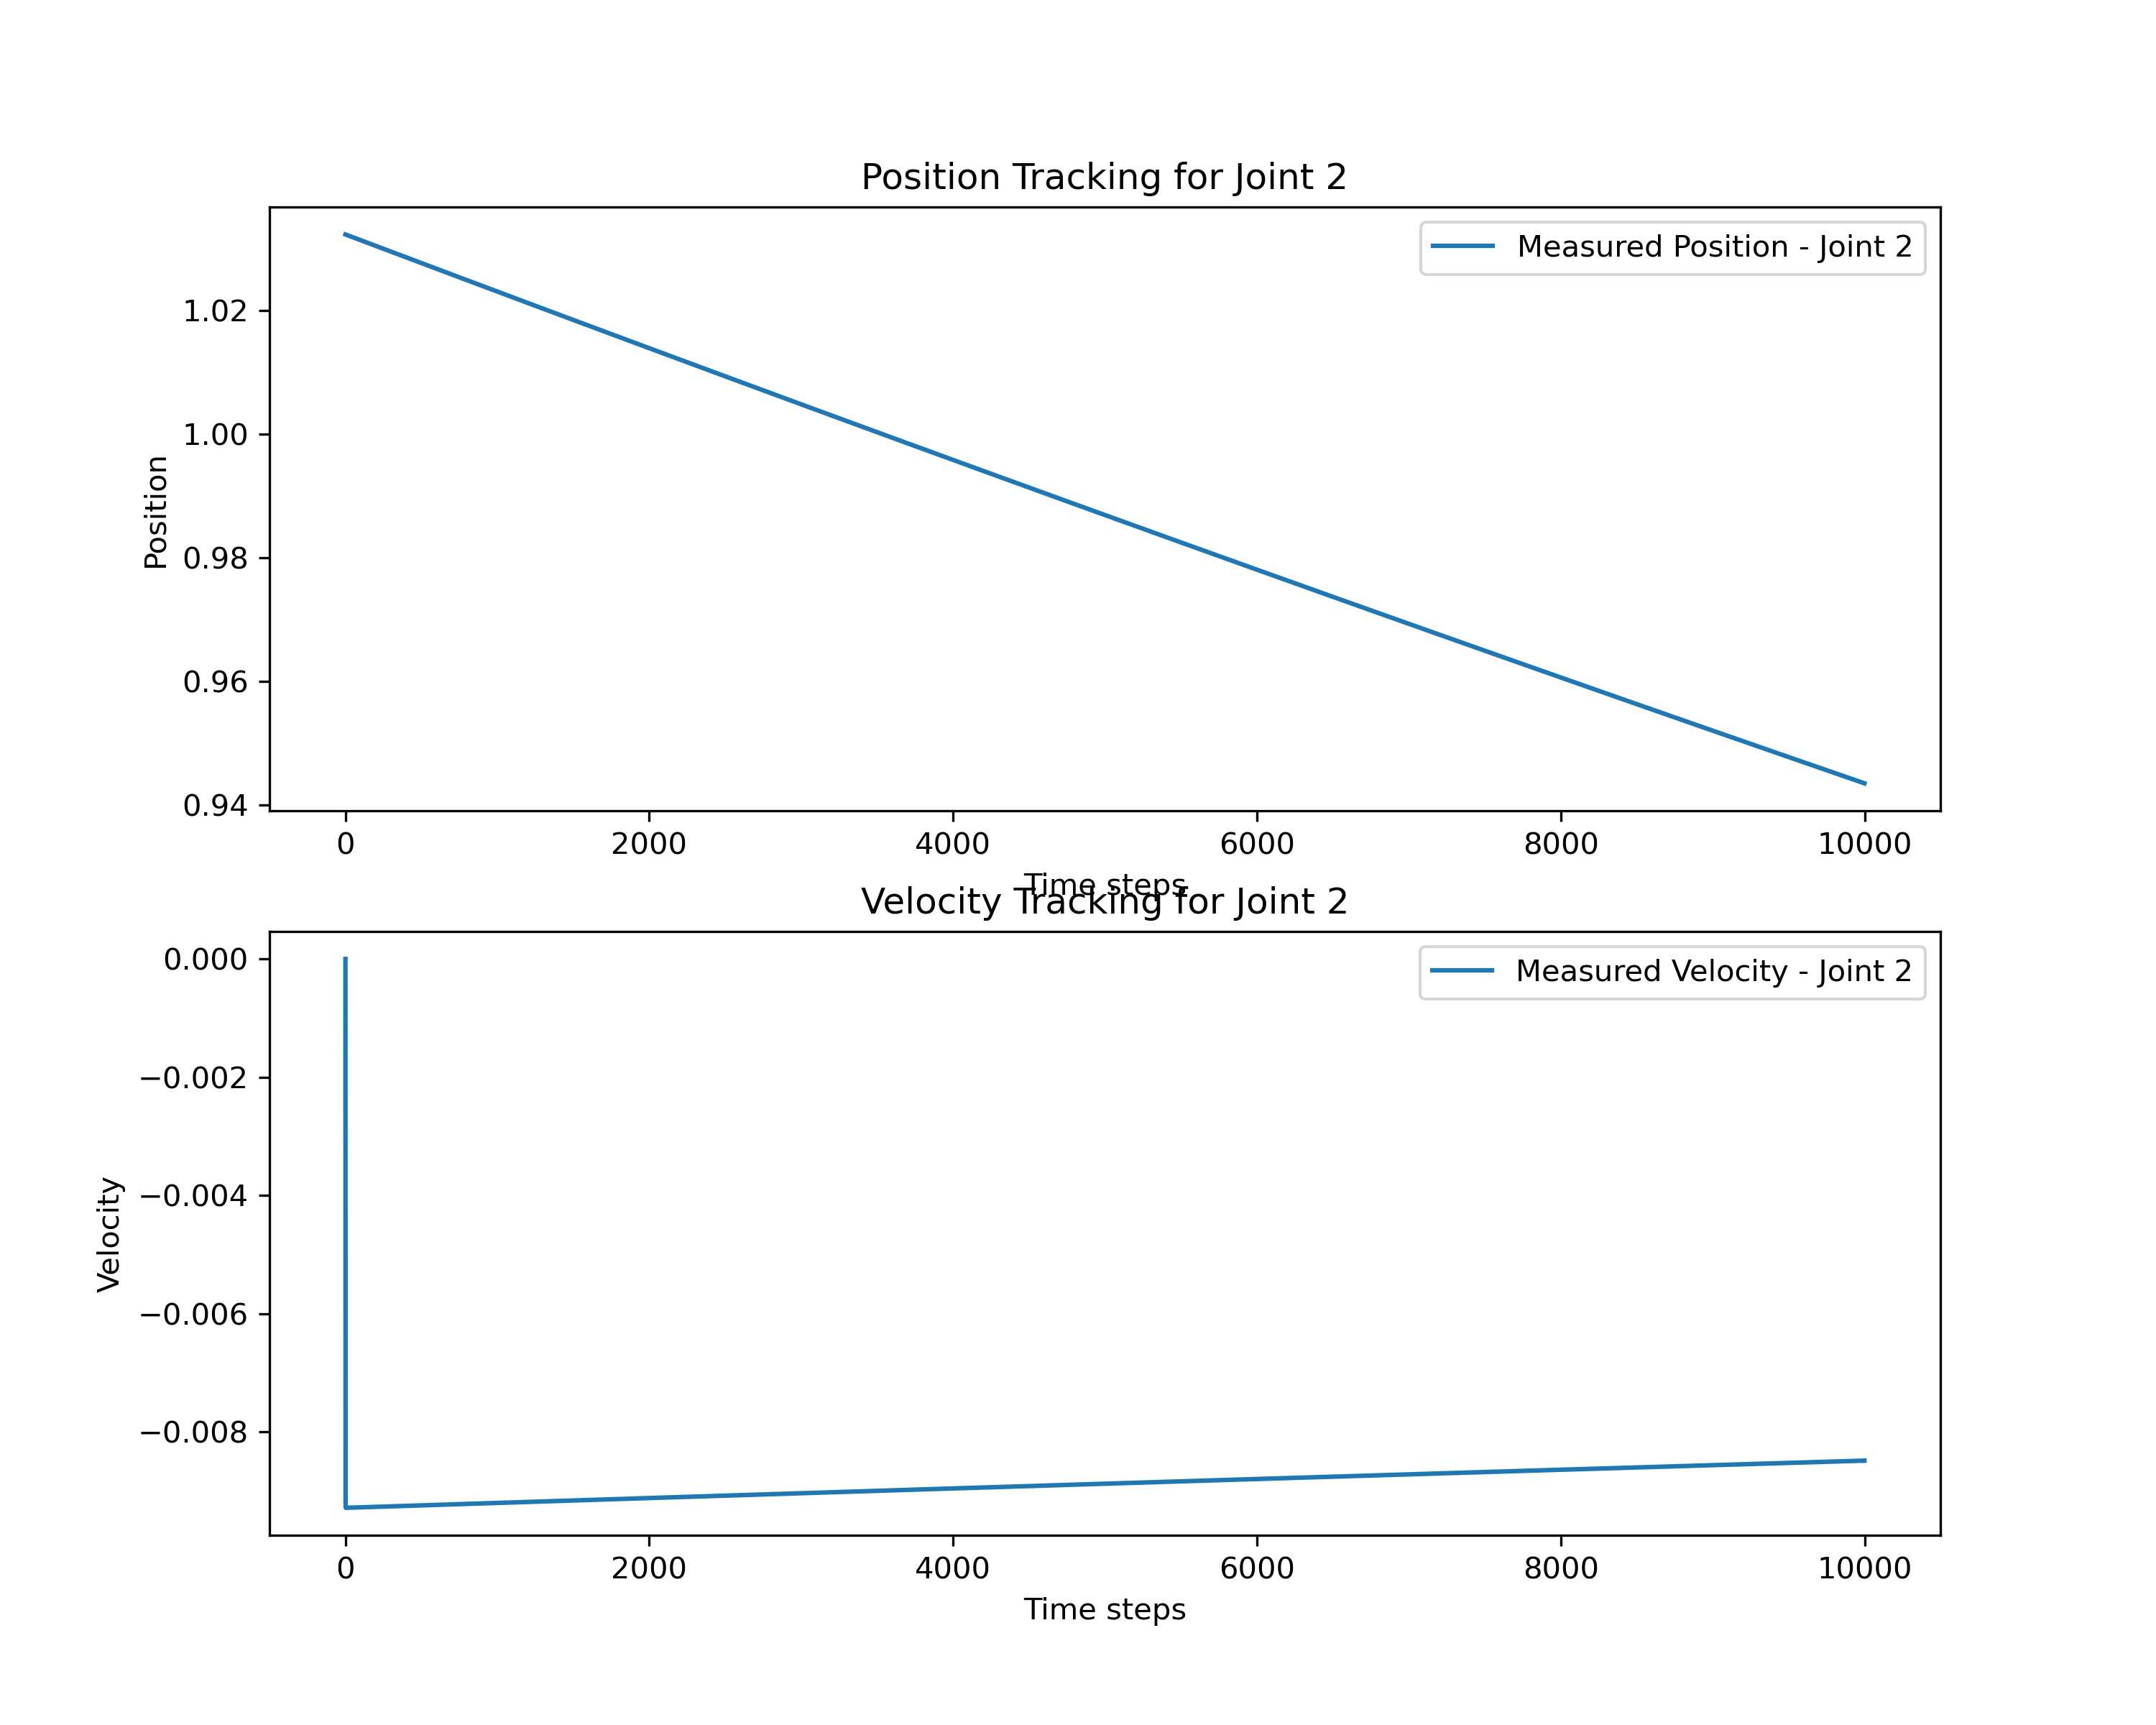 Position Tracking for Joint 2
Measured Position - Joint 2
Position
1.02
1.00
0.98
0.96
0.94
0 2000 4000 6000 8000 10000
Time steps
Velocity Tracking for Joint 2
Measured Velocity - Joint 2
Velocity
0.000
−0.002
−0.004
−0.006
−0.008
0 2000 4000 6000 8000 10000
Time steps